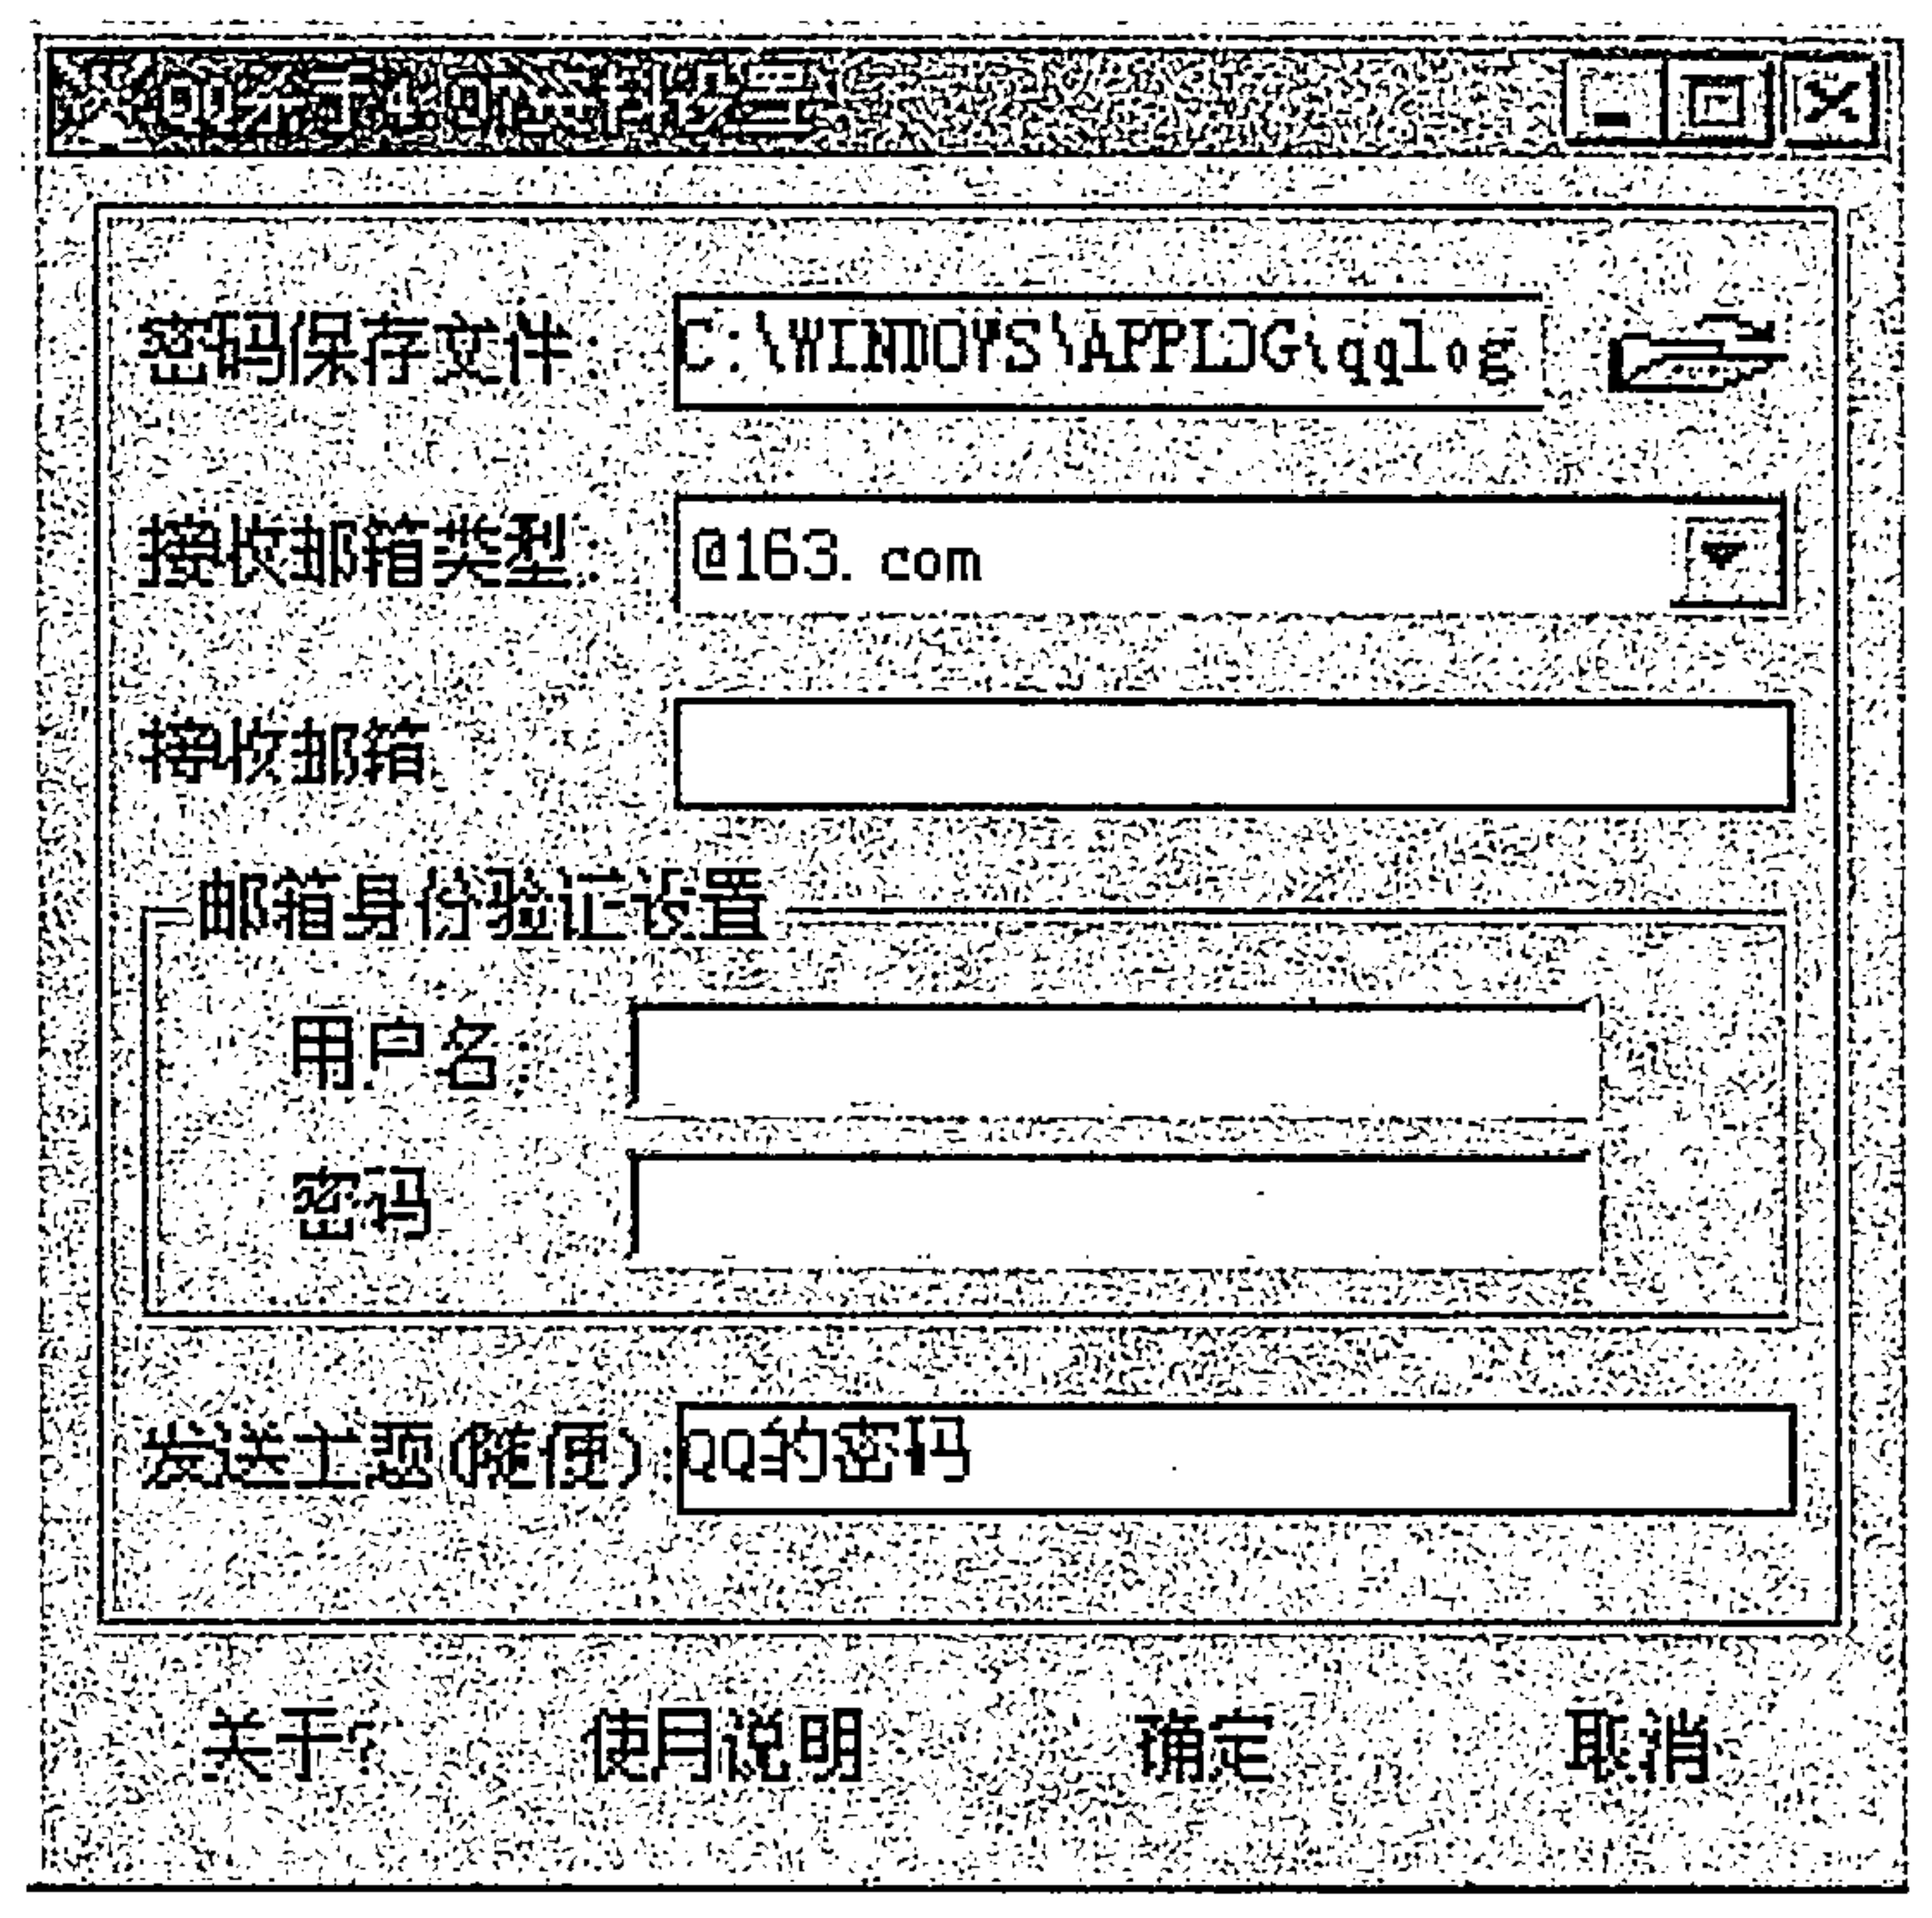 QQ杀手4.0资料设置
密码保存文件: C:\WINDOWS\APPLOG\qqlog
接收邮箱类型: @163.com
接收邮箱
邮箱身份验证设置
用户名:
密码
发送主题(随便): QQ的密码
关于? 使用说明 确定 取消